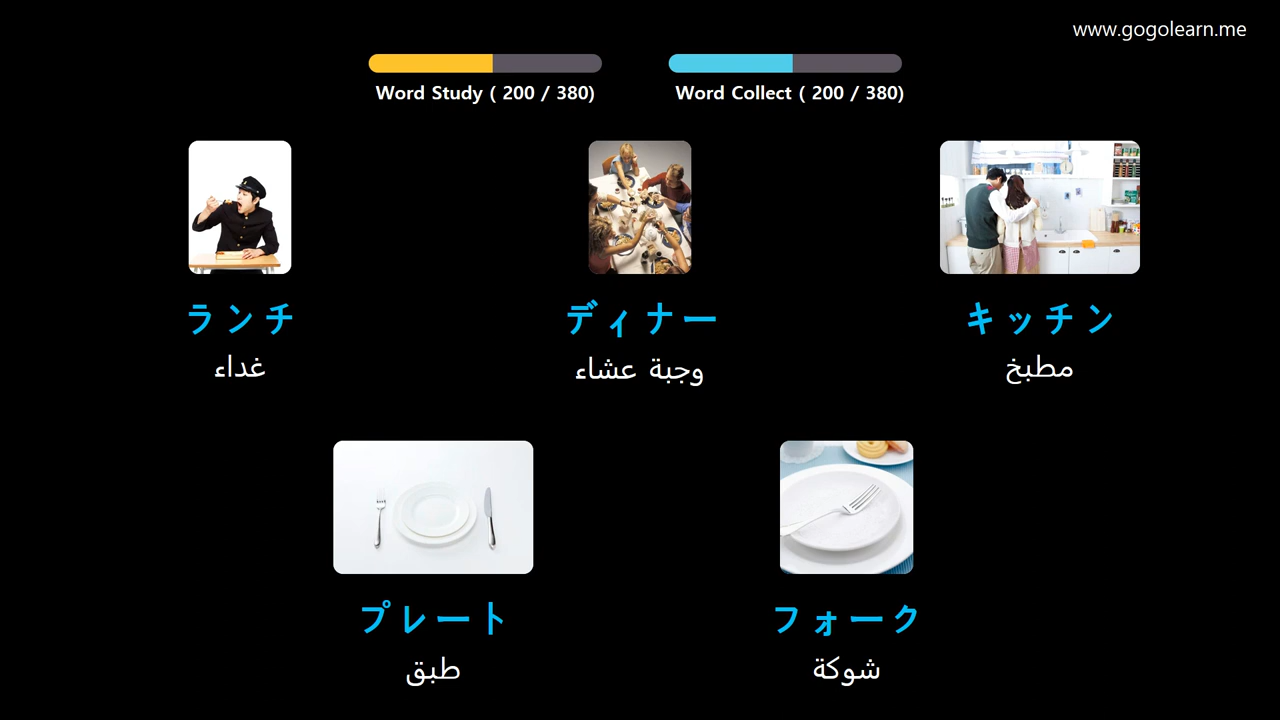 www.gogolearn.me
Word Study ( 200 / 380)
Word Collect ( 200 / 380)
ランチ
ディナー
キッチン
غداء
وجبة عشاء
مطبخ
プレート
フォーク
طبق
شوكة